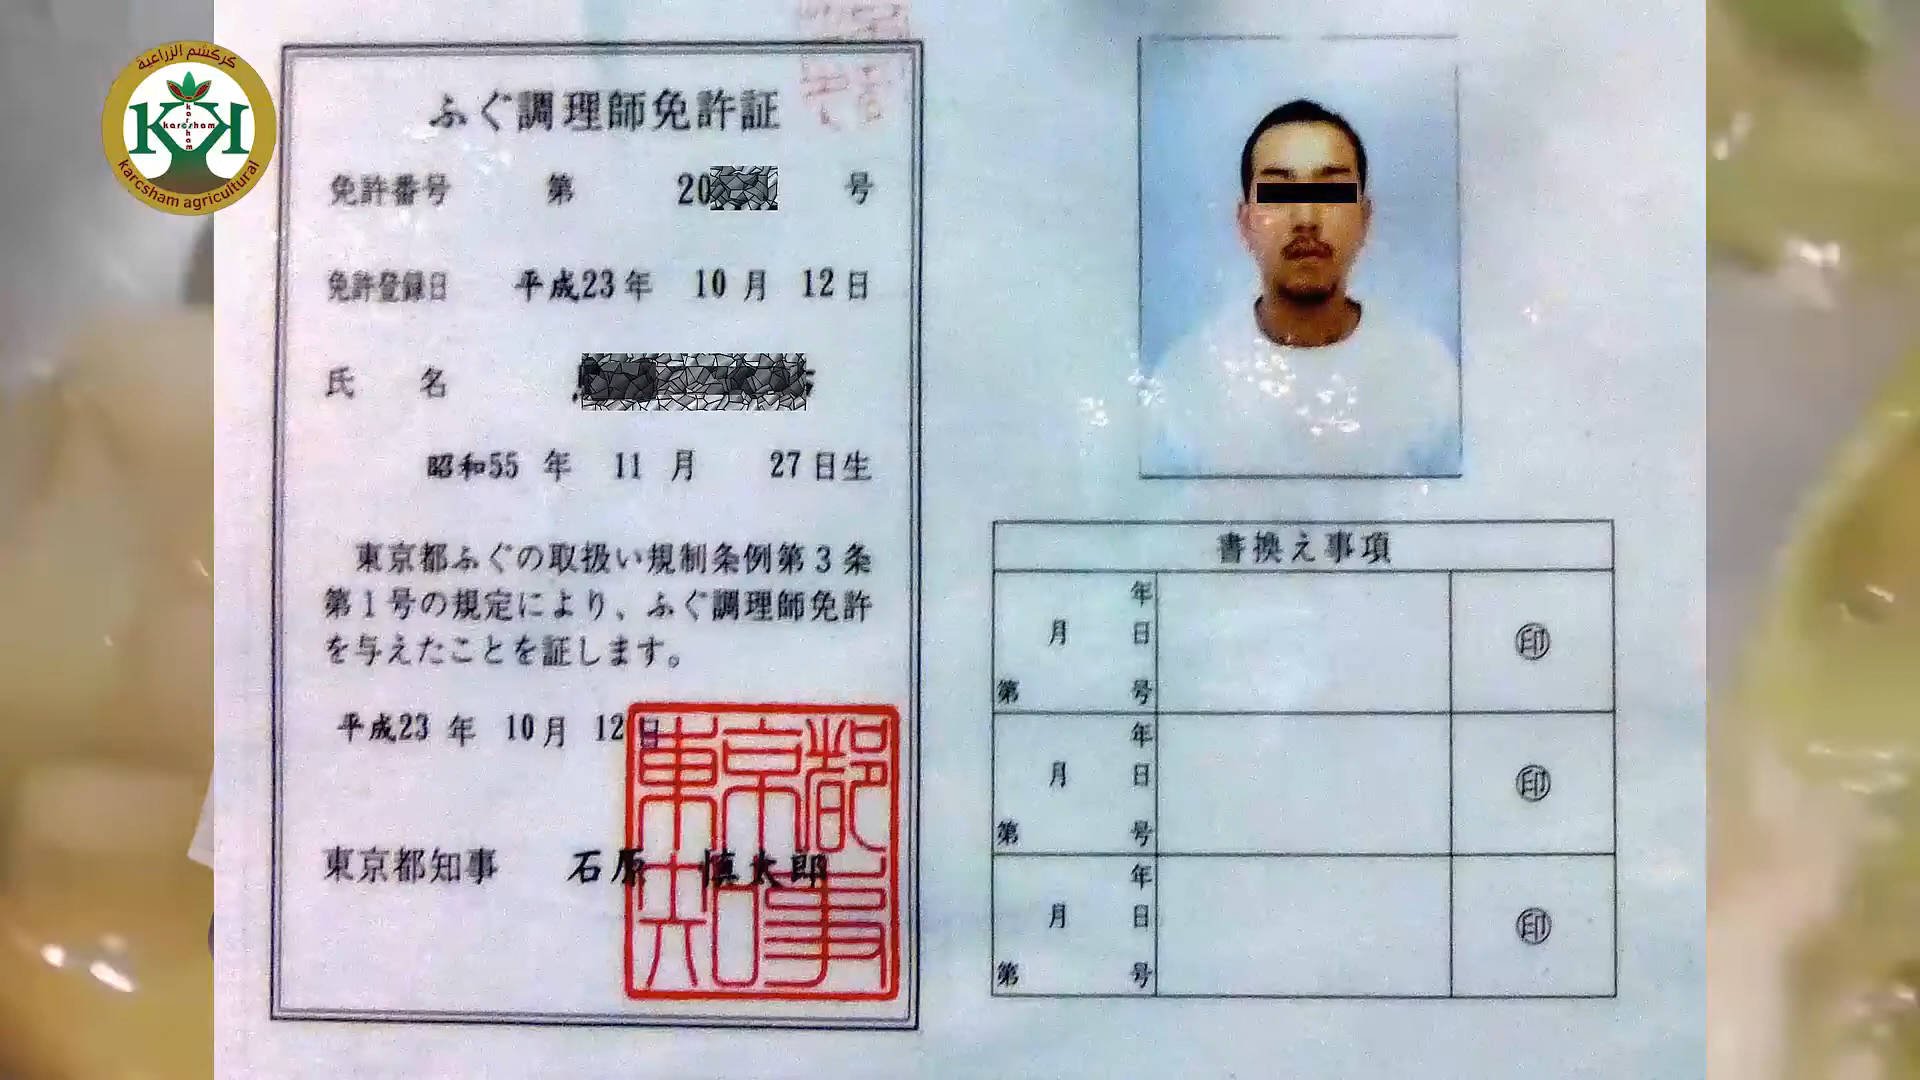 كركشم الزراعية
K K
karcsham
karcsham
karcsham agricultural
ふぐ調理師免許証
免許番号 第 20 号
免許登録日 平成23年 10月 12日
氏 名
昭和55年 11月 27日生
東京都ふぐの取扱い規制条例第3条
第1号の規定により、ふぐ調理師免許
を与えたことを証します。
平成23年 10月 12日
東京都知事 石原 慎太郎
東京都知事
書換え事項
年
月 日
第 号
印
年
月 日
第 号
印
年
月 日
第 号
印